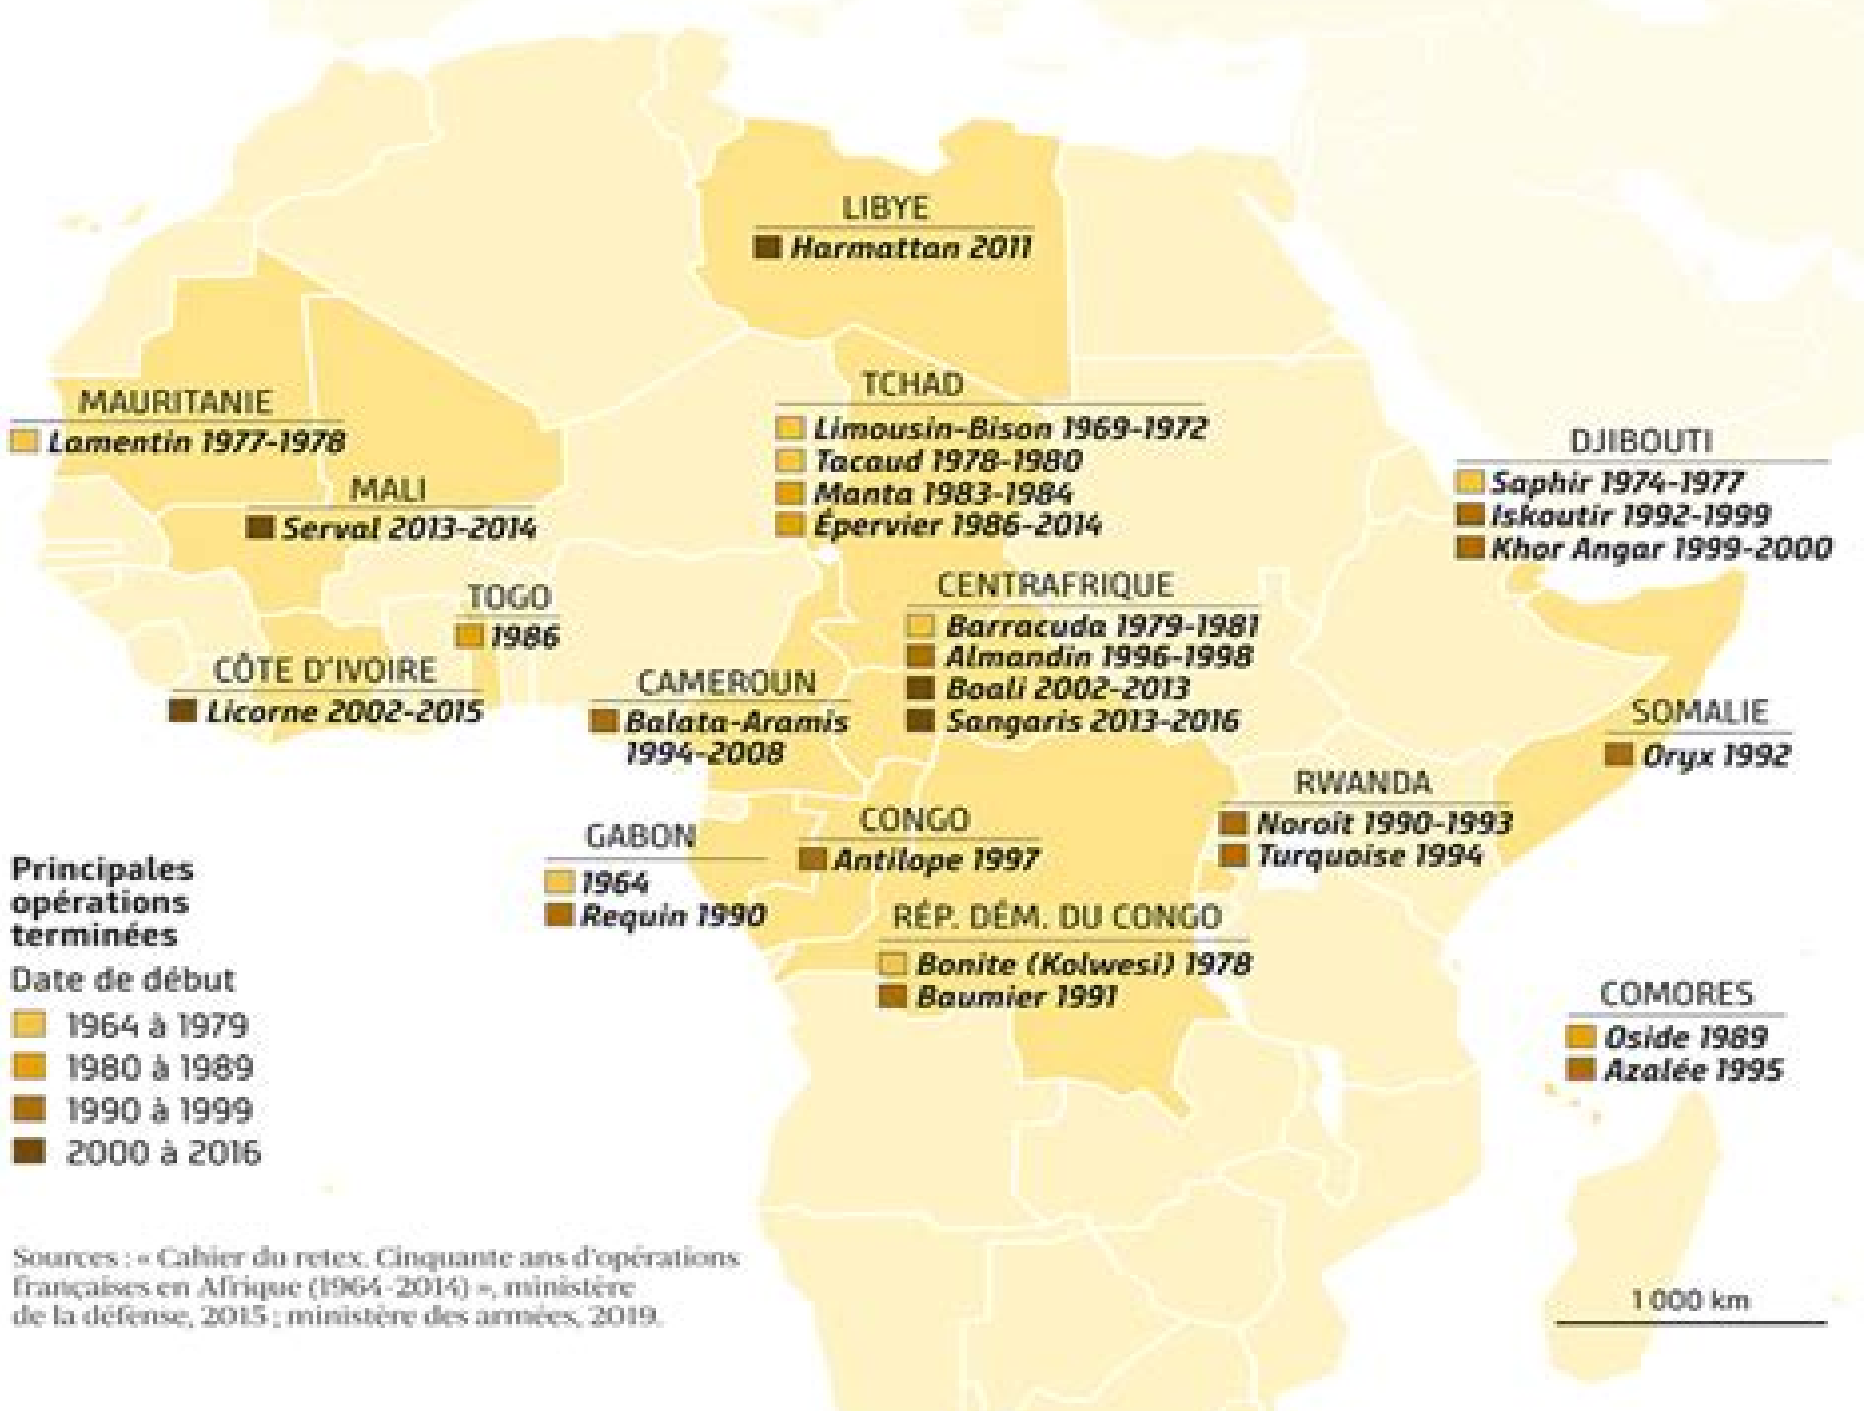 LIBYE
Harmattan 2011
MAURITANIE
Lamentin 1977-1978
MALI
Serval 2013-2014
TCHAD
Limousin-Bison 1969-1972
Tacaud 1978-1980
Manta 1983-1984
Épervier 1986-2014
DJIBOUTI
Saphir 1974-1977
Iskoutir 1992-1999
Khor Angar 1999-2000
TOGO
1986
CÔTE D'IVOIRE
Licorne 2002-2015
CENTRAFRIQUE
Barracuda 1979-1981
Almandin 1996-1998
Boali 2002-2013
Sangaris 2013-2016
CAMEROUN
Balata-Aramis
1994-2008
SOMALIE
Oryx 1992
RWANDA
Noroît 1990-1993
Turquoise 1994
GABON
1964
Requin 1990
CONGO
Antilope 1997
RÉP. DÉM. DU CONGO
Bonite (Kolwesi) 1978
Baumier 1991
COMORES
Oside 1989
Azalée 1995
Principales
opérations
terminées
Date de début
1964 à 1979
1980 à 1989
1990 à 1999
2000 à 2016
Sources : « Cahier du retex. Cinquante ans d'opérations
françaises en Afrique (1964-2014) », ministère
de la défense, 2015 ; ministère des armées, 2019.
1 000 km